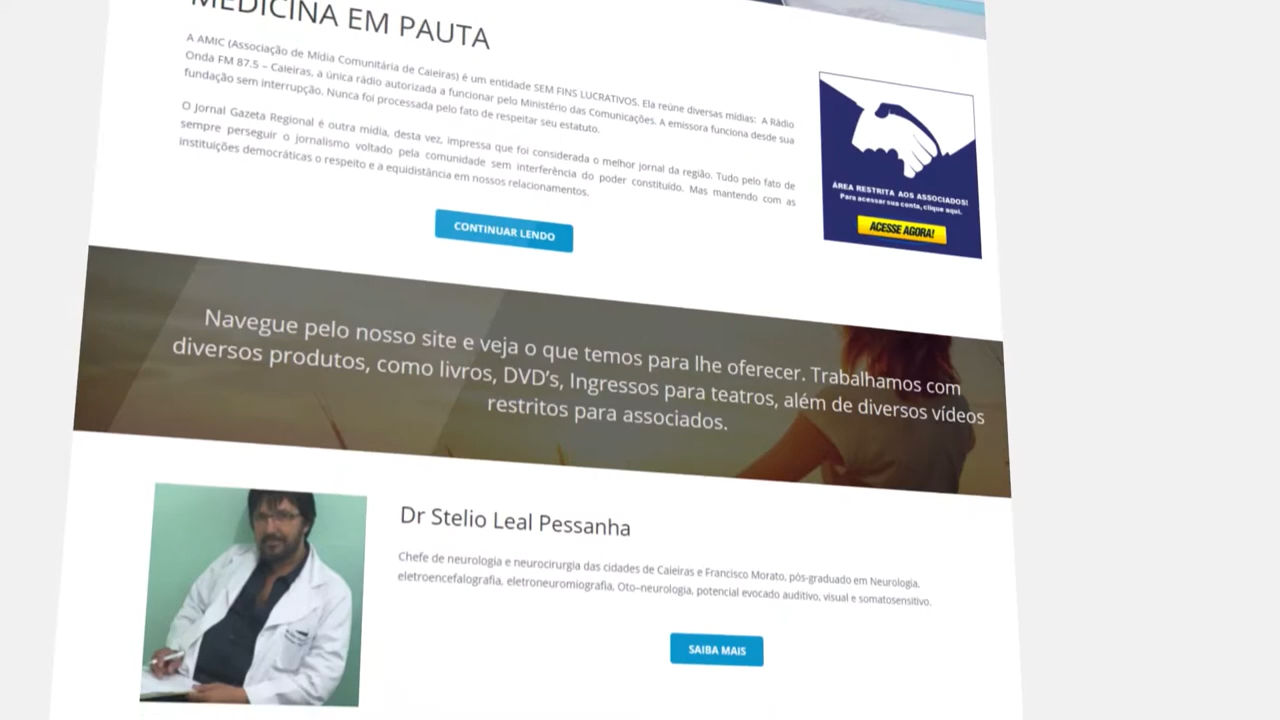 MEDICINA EM PAUTA
A AMIC (Associação de Mídia Comunitária de Caieiras) é um entidade SEM FINS LUCRATIVOS. Ela reúne diversas mídias: A Rádio
Onda FM 87.5 – Caieiras, a única rádio autorizada a funcionar pelo Ministério das Comunicações. A emissora funciona desde sua
fundação sem interrupção. Nunca foi processada pelo fato de respeitar seu estatuto.
O Jornal Gazeta Regional é outra mídia, desta vez, impressa que foi considerada o melhor jornal da região. Tudo pelo fato de
sempre perseguir o jornalismo voltado pela comunidade sem interferência do poder constituído. Mas mantendo com as
instituições democráticas o respeito e a equidistância em nossos relacionamentos.
CONTINUAR LENDO
ÁREA RESTRITA AOS ASSOCIADOS!
Para acessar sua conta, clique aqui.
ACESSE AGORA!
Navegue pelo nosso site e veja o que temos para lhe oferecer. Trabalhamos com
diversos produtos, como livros, DVD’s, Ingressos para teatros, além de diversos vídeos
restritos para associados.
Dr Stelio Leal Pessanha
Chefe de neurologia e neurocirurgia das cidades de Caieiras e Francisco Morato, pós-graduado em Neurologia,
eletroencefalografia, eletroneuromiografia, Oto–neurologia, potencial evocado auditivo, visual e somatosensitivo.
SAIBA MAIS